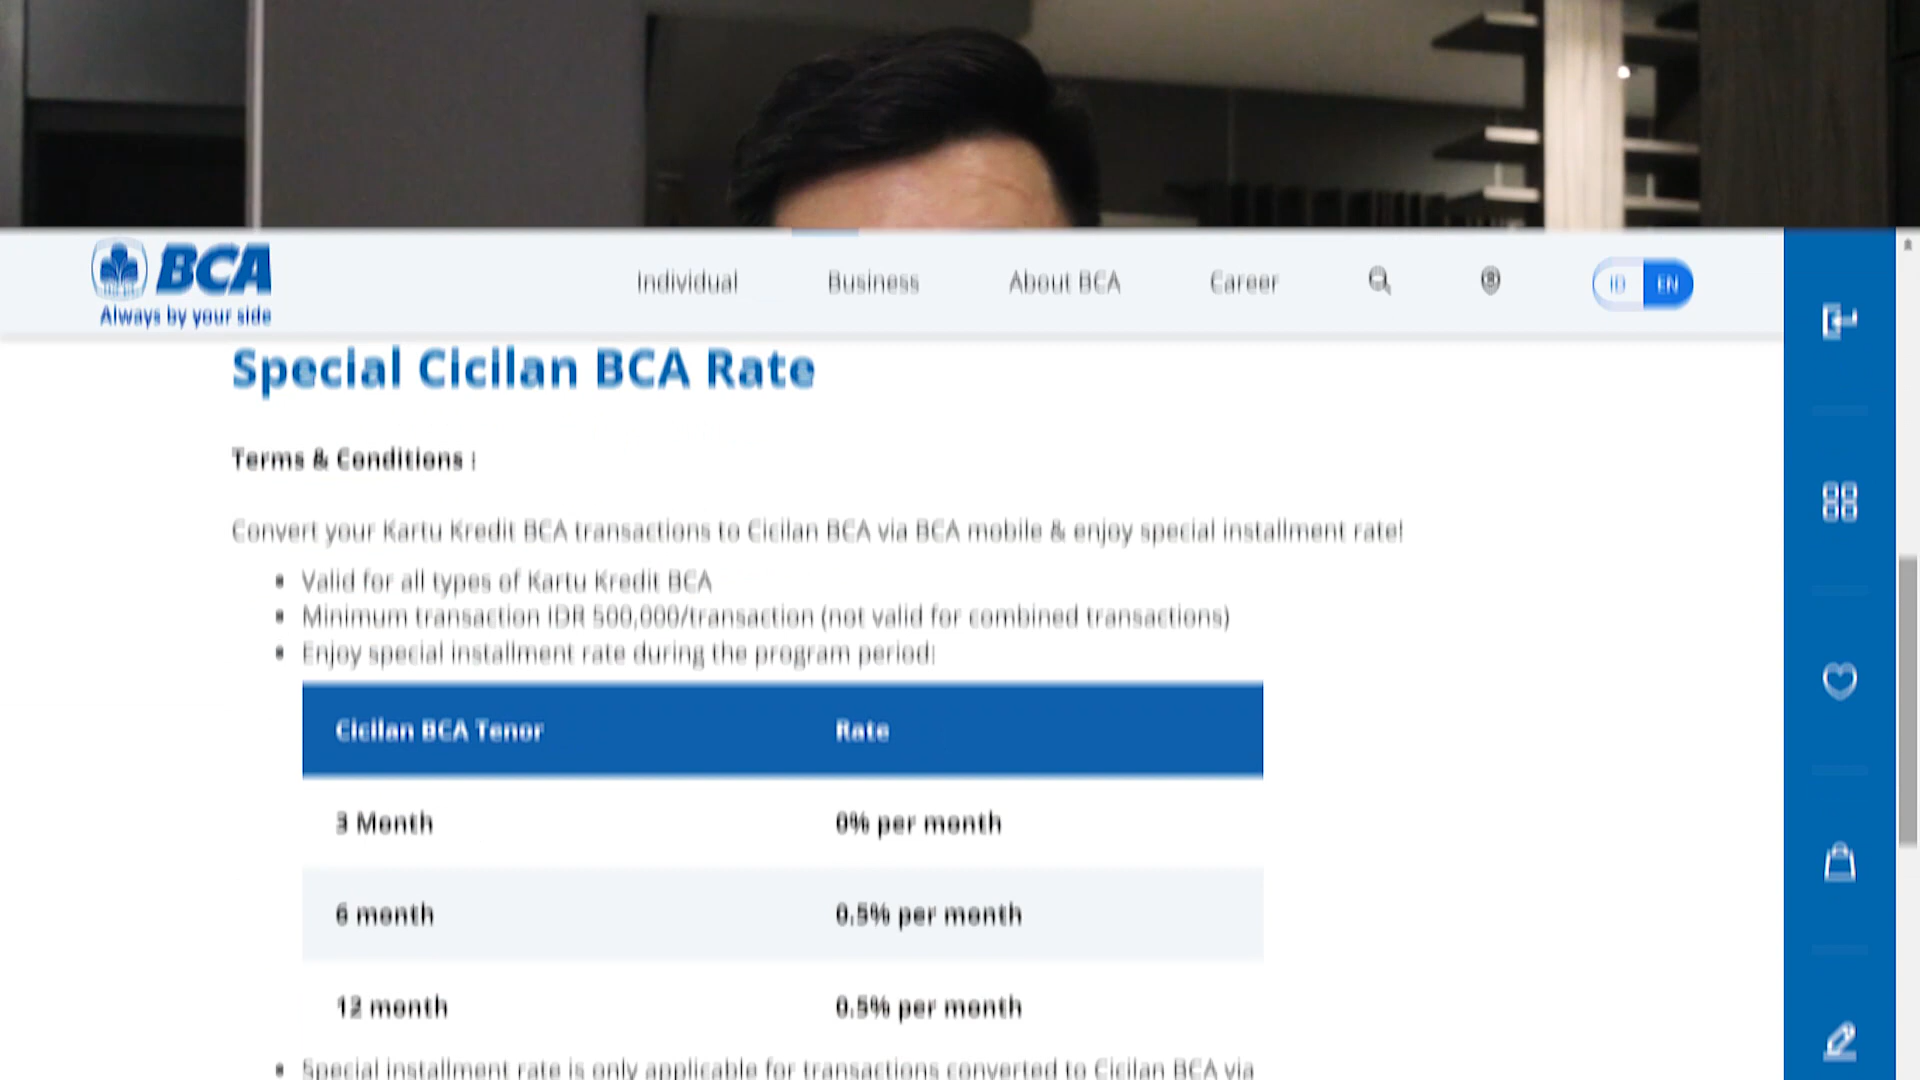 BCA
Always by your side
Individual
Business
About BCA
Career
ID
EN
Special Cicilan BCA Rate
Terms & Conditions :
Convert your Kartu Kredit BCA transactions to Cicilan BCA via BCA mobile & enjoy special installment rate!
Valid for all types of Kartu Kredit BCA
Minimum transaction IDR 500,000/transaction (not valid for combined transactions)
Enjoy special installment rate during the program period:
Cicilan BCA Tenor
Rate
3 Month
0% per month
6 month
0.5% per month
12 month
0.5% per month
Special installment rate is only applicable for transactions converted to Cicilan BCA via